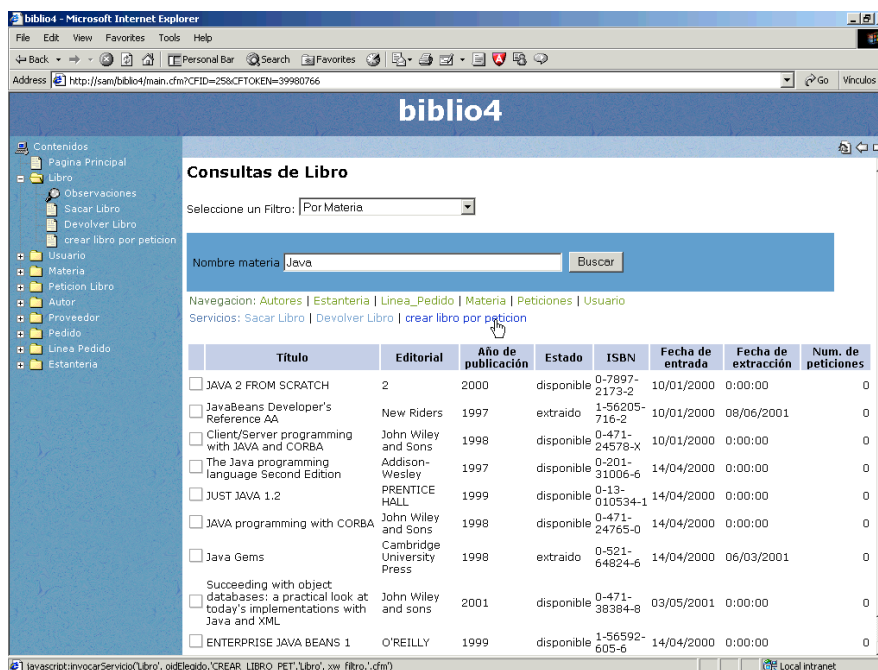 biblio4 - Microsoft Internet Explorer
File Edit View Favorites Tools Help
Back Personal Bar Search Favorites
Address http://sam/biblio4/main.cfm?CFID=258&CFTOKEN=39980766 Go Vínculos
biblio4
Contenidos
Pagina Principal
Libro
Observaciones
Sacar Libro
Devolver Libro
crear libro por peticion
Usuario
Materia
Peticion Libro
Autor
Proveedor
Pedido
Linea Pedido
Estanteria
Consultas de Libro
Seleccione un Filtro: Por Materia
Nombre materia Java Buscar
Navegacion: Autores | Estanteria | Linea_Pedido | Materia | Peticiones | Usuario
Servicios: Sacar Libro | Devolver Libro | crear libro por peticion
Título Editorial Año de publicación Estado ISBN Fecha de entrada Fecha de extracción Num. de peticiones
JAVA 2 FROM SCRATCH 2 2000 disponible 0-7897-2173-2 10/01/2000 0:00:00 0
JavaBeans Developer's Reference AA New Riders 1997 extraido 1-56205-716-2 10/01/2000 08/06/2001 0
Client/Server programming with JAVA and CORBA John Wiley and Sons 1998 disponible 0-471-24578-X 10/01/2000 0:00:00 0
The Java programming language Second Edition Addison-Wesley 1997 disponible 0-201-31006-6 14/04/2000 0:00:00 0
JUST JAVA 1.2 PRENTICE HALL 1999 disponible 0-13-010534-1 14/04/2000 0:00:00 0
JAVA programming with CORBA John Wiley and Sons 1998 disponible 0-471-24765-0 14/04/2000 0:00:00 0
Java Gems Cambridge University Press 1998 extraido 0-521-64824-6 14/04/2000 06/03/2001 0
Succeeding with object databases: a practical look at today's implementations with Java and XML John Wiley and sons 2001 disponible 0-471-38384-8 03/05/2001 0:00:00 0
ENTERPRISE JAVA BEANS 1 O'REILLY 1999 disponible 1-56592-605-6 14/04/2000 0:00:00 0
javascript:invocarServicio('Libro', oidElegido,'CREAR_LIBRO_PET','Libro', xw_filtro,'.cfm') Local intranet